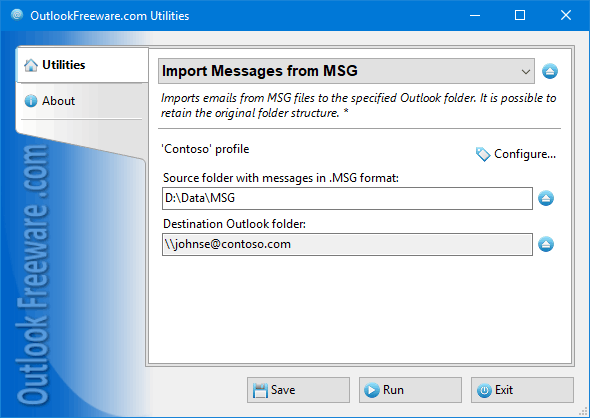 OutlookFreeware.com Utilities
Utilities
About
Outlook Freeware .com
Import Messages from MSG
Imports emails from MSG files to the specified Outlook folder. It is possible to
retain the original folder structure. *
'Contoso' profile
Configure...
Source folder with messages in .MSG format:
D:\Data\MSG
Destination Outlook folder:
\\johnse@contoso.com
Save
Run
Exit